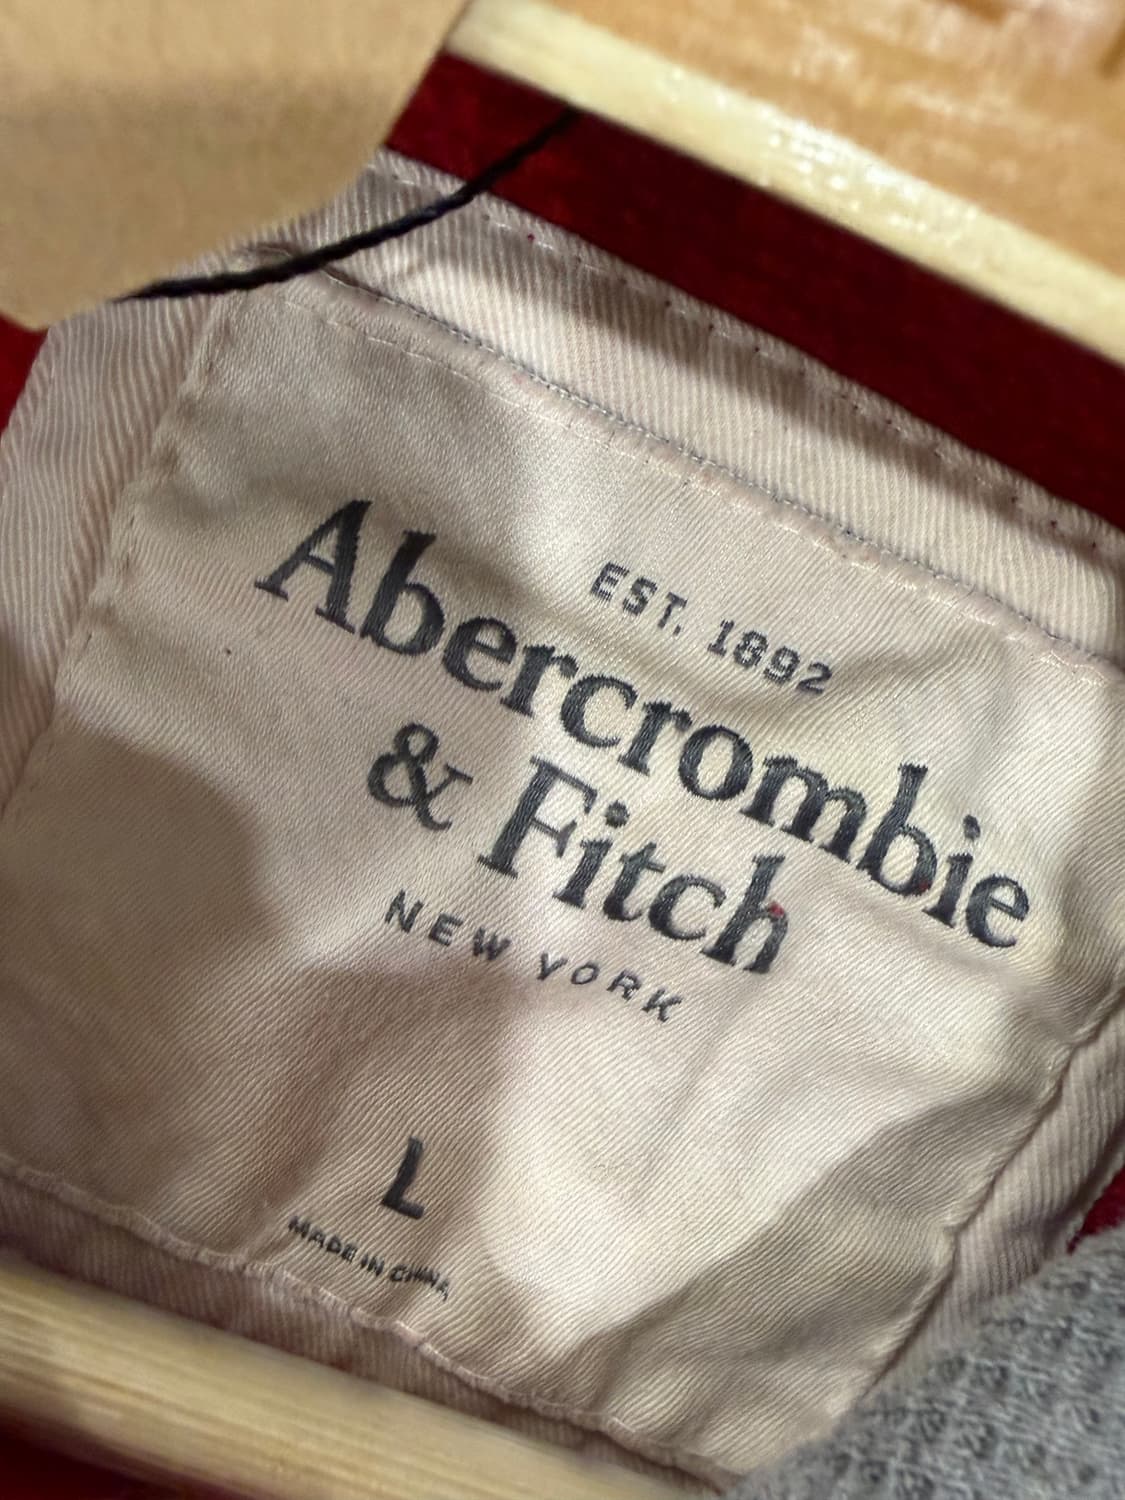 EST. 1892
Abercrombie
& Fitch
NEW YORK
L
MADE IN CHINA